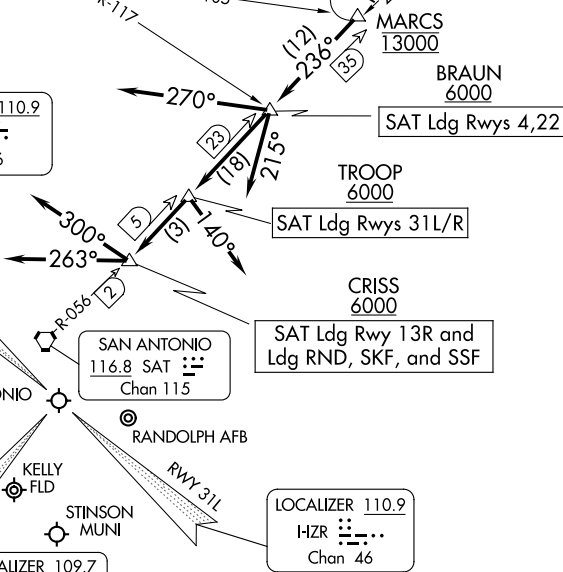 R-117
MARCS
13000
(12)
236°
35
BRAUN
6000
SAT Ldg Rwys 4,22
110.9
270°
23
(18)
215°
TROOP
6000
SAT Ldg Rwys 31L/R
5
(3)
140°
300°
263°
CRISS
6000
SAT Ldg Rwy 13R and
Ldg RND, SKF, and SSF
R-056
2
SAN ANTONIO
116.8 SAT
Chan 115
NIO
RANDOLPH AFB
KELLY
FLD
RWY 31L
STINSON
MUNI
LOCALIZER 110.9
I-IZR
Chan 46
ALIZER 109.7